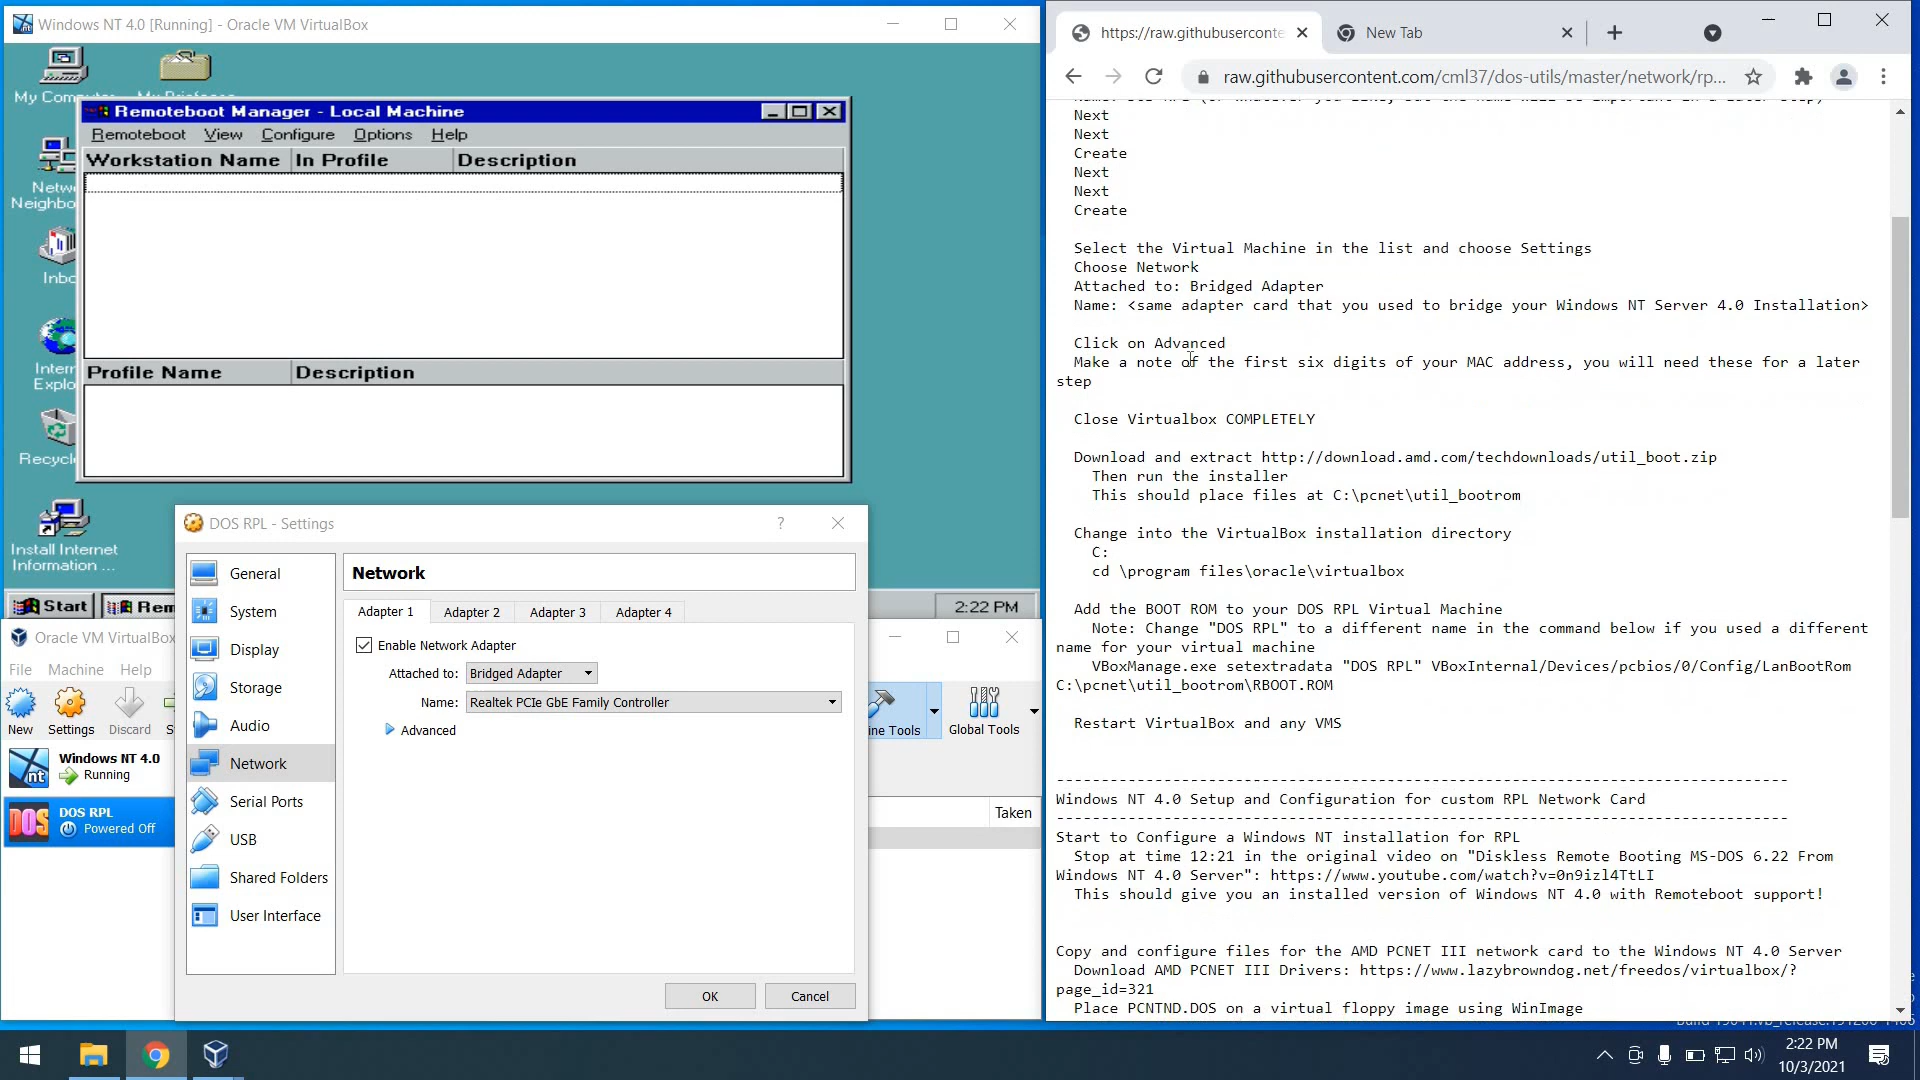 Windows NT 4.0 [Running] - Oracle VM VirtualBox
My Com
Remoteboot Manager - Local Machine
Remoteboot View Configure Options Help
Workstation Name In Profile Description
Netw
Neighbo
Inbo
Inter
Explo
Profile Name Description
Recycl
Install Internet
Information ...
Start Rem
2:22 PM
DOS RPL - Settings
?
General
System
Display
Storage
Audio
Network
Serial Ports
USB
Shared Folders
User Interface
Network
Adapter 1 Adapter 2 Adapter 3 Adapter 4
Enable Network Adapter
Attached to: Bridged Adapter
Name: Realtek PCIe GbE Family Controller
Advanced
OK Cancel
Oracle VM VirtualBox
File Machine Help
New Settings Discard S
ine Tools Global Tools
nt Windows NT 4.0
Running
DOS DOS RPL
Powered Off
Taken
https://raw.githubuserconte
New Tab
raw.githubusercontent.com/cml37/dos-utils/master/network/rp...
Next
Next
Create
Next
Next
Create
Select the Virtual Machine in the list and choose Settings
Choose Network
Attached to: Bridged Adapter
Name: <same adapter card that you used to bridge your Windows NT Server 4.0 Installation>
Click on Advanced
Make a note of the first six digits of your MAC address, you will need these for a later
step
Close Virtualbox COMPLETELY
Download and extract http://download.amd.com/techdownloads/util_boot.zip
Then run the installer
This should place files at C:\pcnet\util_bootrom
Change into the VirtualBox installation directory
C:
cd \program files\oracle\virtualbox
Add the BOOT ROM to your DOS RPL Virtual Machine
Note: Change "DOS RPL" to a different name in the command below if you used a different
name for your virtual machine
VBoxManage.exe setextradata "DOS RPL" VBoxInternal/Devices/pcbios/0/Config/LanBootRom
C:\pcnet\util_bootrom\RBOOT.ROM
Restart VirtualBox and any VMS
----------------------------------------------------------------------------------
Windows NT 4.0 Setup and Configuration for custom RPL Network Card
----------------------------------------------------------------------------------
Start to Configure a Windows NT installation for RPL
Stop at time 12:21 in the original video on "Diskless Remote Booting MS-DOS 6.22 From
Windows NT 4.0 Server": https://www.youtube.com/watch?v=0n9izl4TtLI
This should give you an installed version of Windows NT 4.0 with Remoteboot support!
Copy and configure files for the AMD PCNET III network card to the Windows NT 4.0 Server
Download AMD PCNET III Drivers: https://www.lazybrowndog.net/freedos/virtualbox/?
page_id=321
Place PCNTND.DOS on a virtual floppy image using WinImage
2:22 PM
10/3/2021